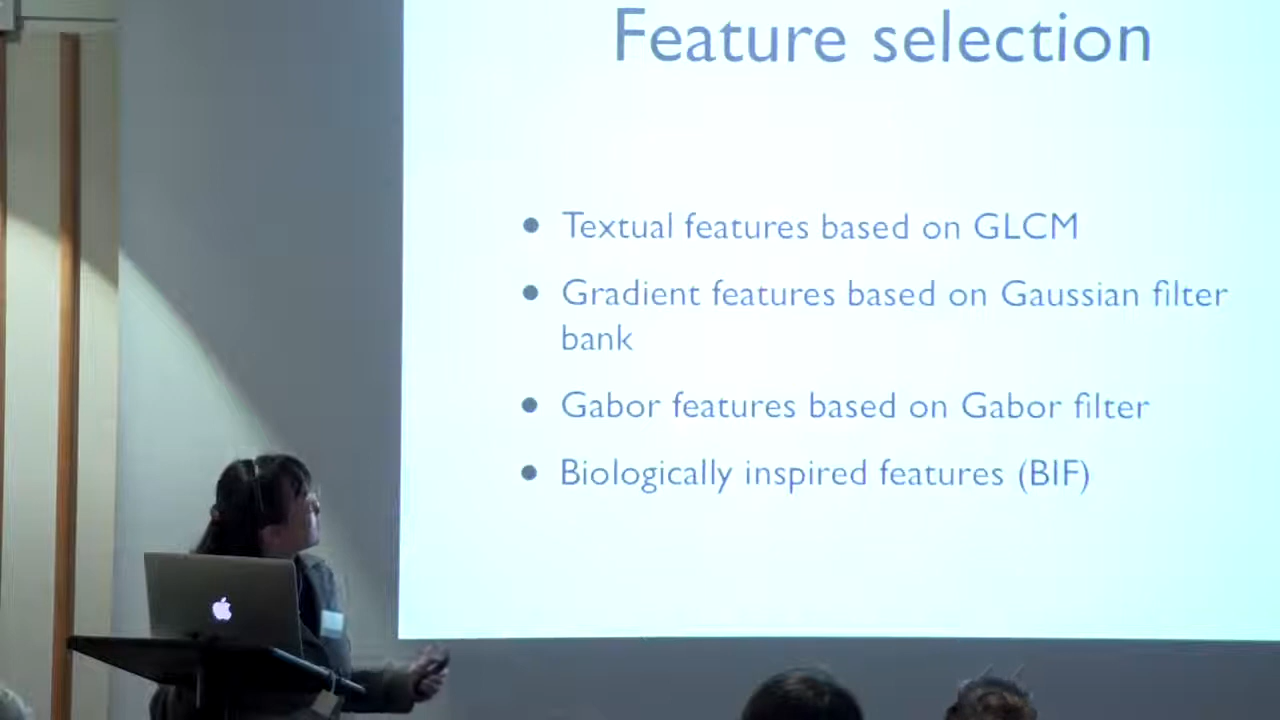 Feature selection
• Textual features based on GLCM
• Gradient features based on Gaussian filter
bank
• Gabor features based on Gabor filter
• Biologically inspired features (BIF)